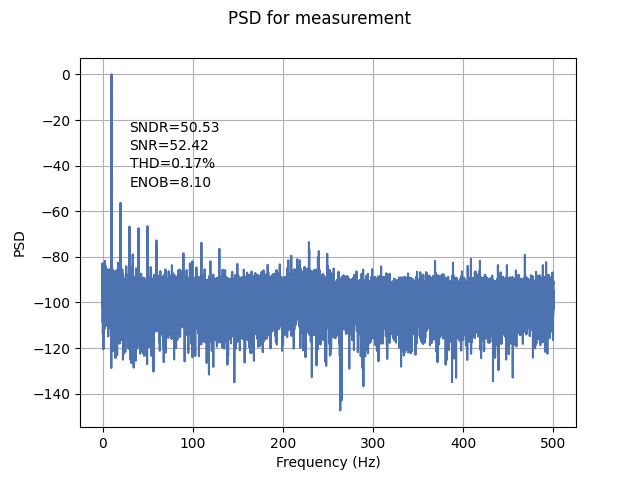 PSD for measurement
0
−20
−40
−60
−80
−100
−120
−140
PSD
SNDR=50.53
SNR=52.42
THD=0.17%
ENOB=8.10
0 100 200 300 400 500
Frequency (Hz)